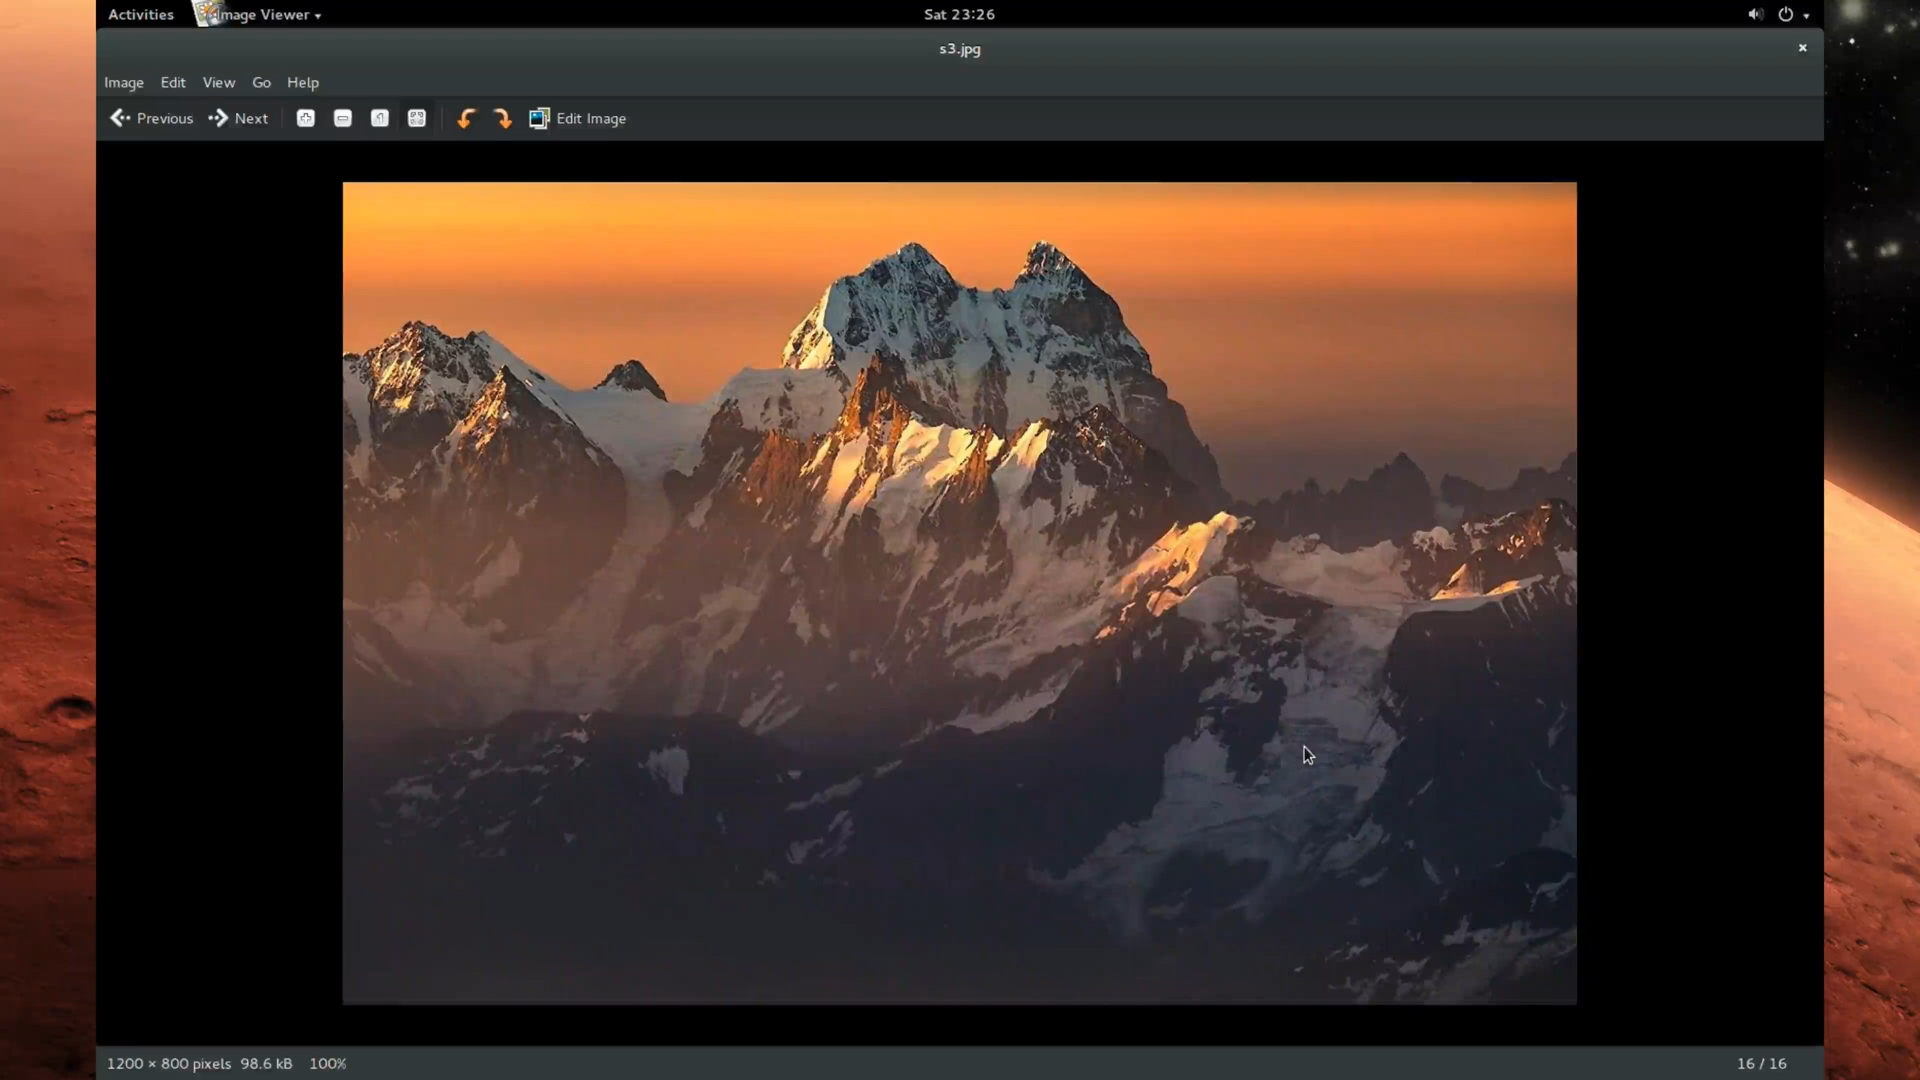 Activities Image Viewer Sat 23:26
s3.jpg
Image Edit View Go Help
Previous Next Edit Image
1200 × 800 pixels 98.6 kB 100% 16 / 16